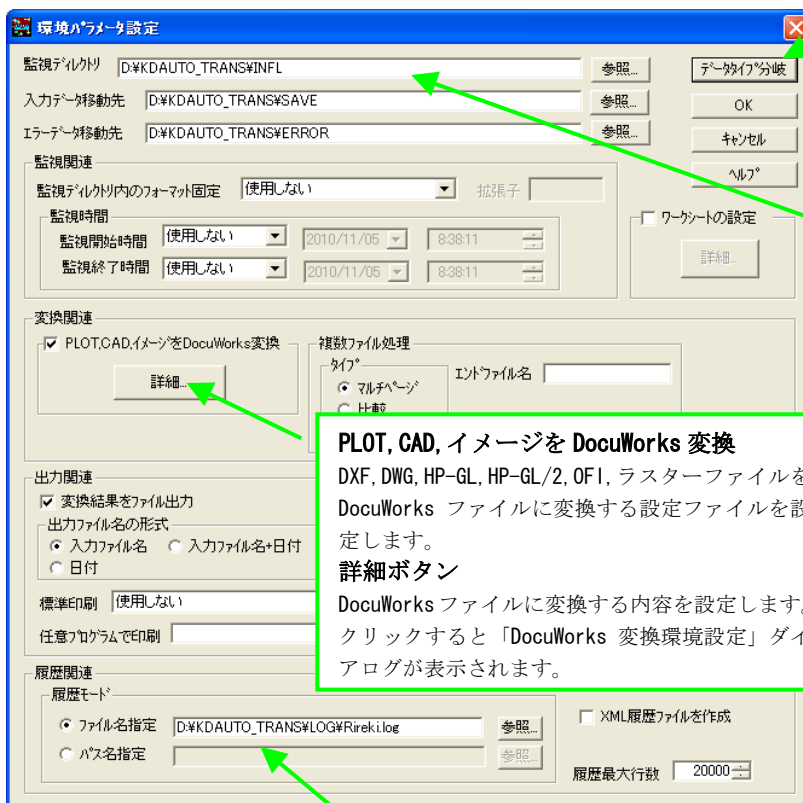 環境パラメータ設定
監視ディレクトリ D:¥KDAUTO_TRANS¥INFL 参照... データタイプ分岐
入力データ移動先 D:¥KDAUTO_TRANS¥SAVE 参照... OK
エラーデータ移動先 D:¥KDAUTO_TRANS¥ERROR 参照... キャンセル
ヘルプ
監視関連
監視ディレクトリ内のフォーマット固定 使用しない 拡張子
監視時間
監視開始時間 使用しない 2010/11/05 8:38:11
監視終了時間 使用しない 2010/11/05 8:38:11
ワークシートの設定
詳細...
変換関連
PLOT,CAD,イメージをDocuWorks変換
詳細...
複数ファイル処理
タイプ
マルチページ
比較
エンドファイル名
PLOT,CAD,イメージを DocuWorks 変換
DXF,DWG,HP-GL,HP-GL/2,OFI,ラスターファイルを
DocuWorks ファイルに変換する設定ファイルを設
定します。
詳細ボタン
DocuWorksファイルに変換する内容を設定します。
クリックすると「DocuWorks 変換環境設定」ダイ
アログが表示されます。
出力関連
変換結果をファイル出力
出力ファイル名の形式
入力ファイル名 入力ファイル名+日付
日付
標準印刷 使用しない
任意プログラムで印刷
履歴関連
履歴モード
ファイル名指定 D:¥KDAUTO_TRANS¥LOG¥Rireki.log 参照...
パス名指定 参照...
XML履歴ファイルを作成
履歴最大行数 20000